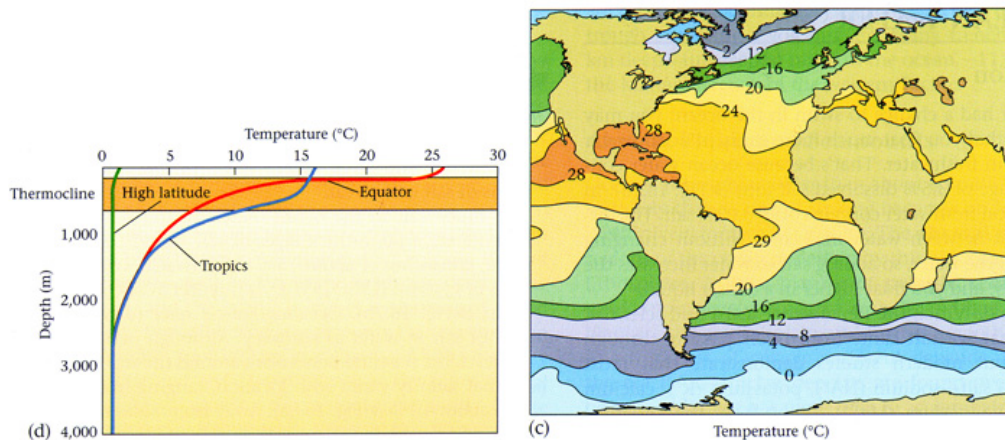 Temperature (°C)
0 5 10 15 20 25 30
Thermocline
High latitude
Equator
1,000
Tropics
Depth (m)
2,000
3,000
4,000
(d)
4
2
12
16
20
24
28
28
29
20
16
12
8
4
0
(c)
Temperature (°C)